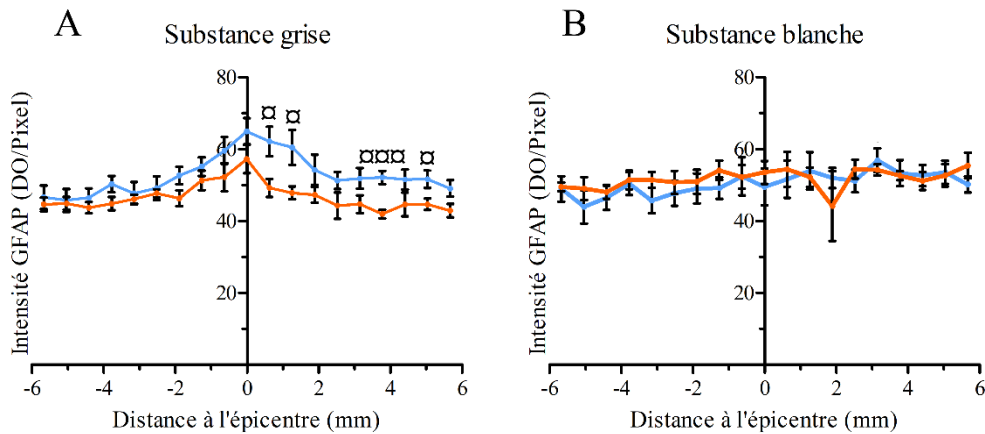 A
Substance grise
Intensité GFAP (DO/Pixel)
80
60
40
20
¤ ¤ ¤¤¤ ¤
-6 -4 -2 0 2 4 6
Distance à l'épicentre (mm)
B
Substance blanche
Intensité GFAP (DO/Pixel)
80
60
40
20
-6 -4 -2 0 2 4 6
Distance à l'épicentre (mm)